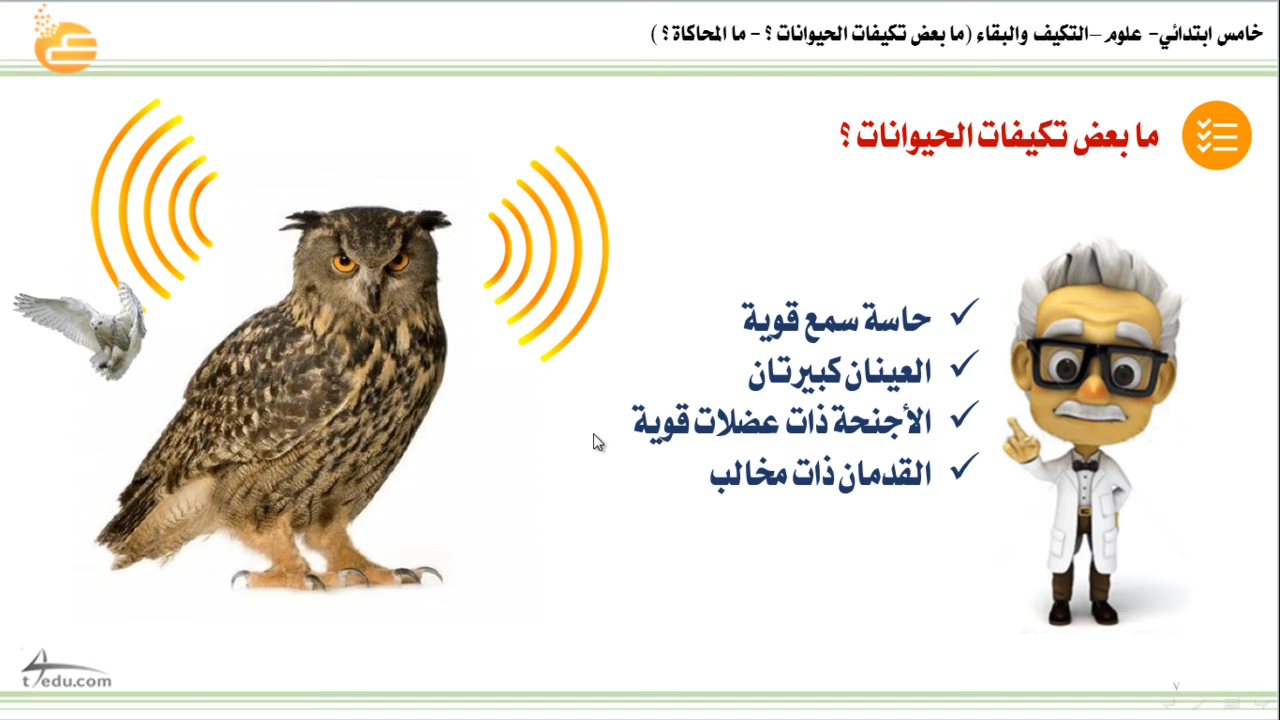 خامس ابتدائي- علوم –التكيف والبقاء (ما بعض تكيفات الحيوانات ؟ - ما المحاكاة ؟ )
ما بعض تكيفات الحيوانات ؟
✓ حاسة سمع قوية
✓ العينان كبيرتان
✓ الأجنحة ذات عضلات قوية
✓ القدمان ذات مخالب
t4edu.com
٧